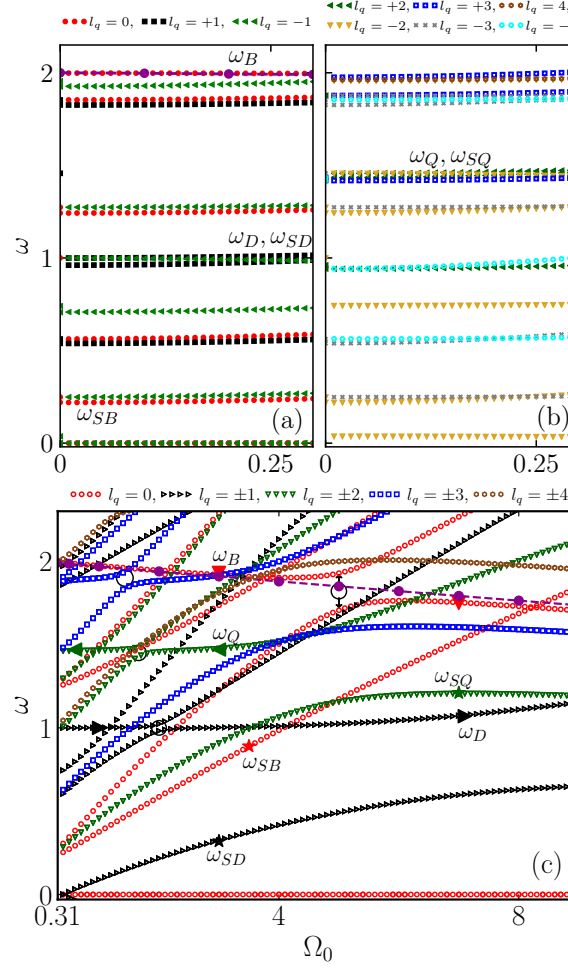 l_q = 0, l_q = +1, l_q = −1
l_q = +2, l_q = +3, l_q = 4,
l_q = −2, l_q = −3, l_q = −
ω_B
2
ω_Q, ω_SQ
ω
1
ω_D, ω_SD
ω_SB
(a) (b)
0
0 0.25 0 0.25
l_q = 0, l_q = ±1, l_q = ±2, l_q = ±3, l_q = ±4
ω_B
2
ω_Q
ω_SQ
ω
1
ω_D
ω_SB
ω_SD
(c)
0
0.31 4 8
Ω_0